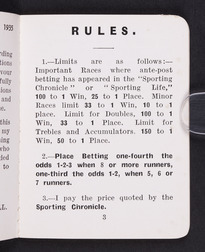 1935
RULES.
1.—Limits are as follows:—
Important Races where ante-post
betting has appeared in the "Sporting
Chronicle" or "Sporting Life,"
100 to 1 Win, 25 to 1 Place. Minor
Races limit 33 to 1 Win, 10 to 1
place. Limit for Doubles, 100 to 1
Win, 33 to 1 Place. Limit for
Trebles and Accumulators. 150 to 1
Win, 50 to 1 Place.
2.—Place Betting one-fourth the
odds 1-2-3 when 8 or more runners,
one-third the odds 1-2, when 5, 6 or
7 runners.
3.—I pay the price quoted by the
Sporting Chronicle.
3